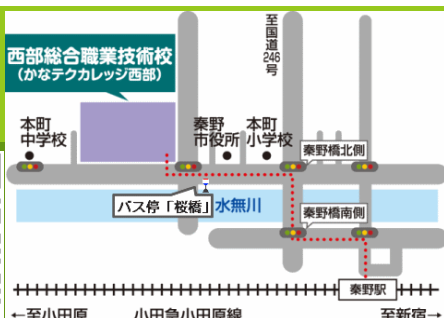 西部総合職業技術校
(かなテクカレッジ西部)
至国道
246
号
本町
中学校
秦野
市役所
本町
小学校
秦野橋北側
バス停「桜橋」
水無川
秦野橋南側
秦野駅
←至小田原
小田急小田原線
至新宿→